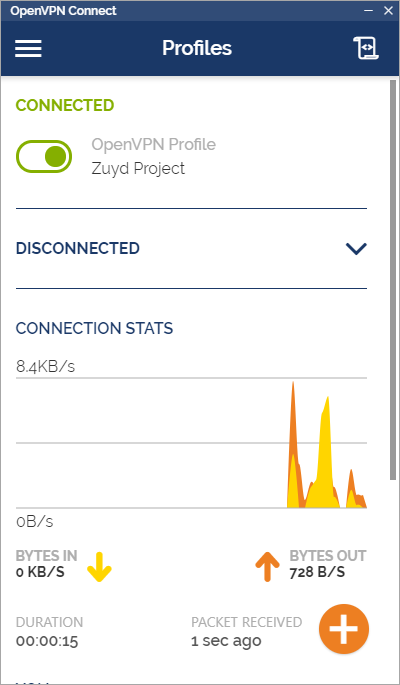 OpenVPN Connect
Profiles
CONNECTED
OpenVPN Profile
Zuyd Project
DISCONNECTED
CONNECTION STATS
8.4KB/s
0B/s
BYTES IN
0 KB/S
BYTES OUT
728 B/S
DURATION
00:00:15
PACKET RECEIVED
1 sec ago